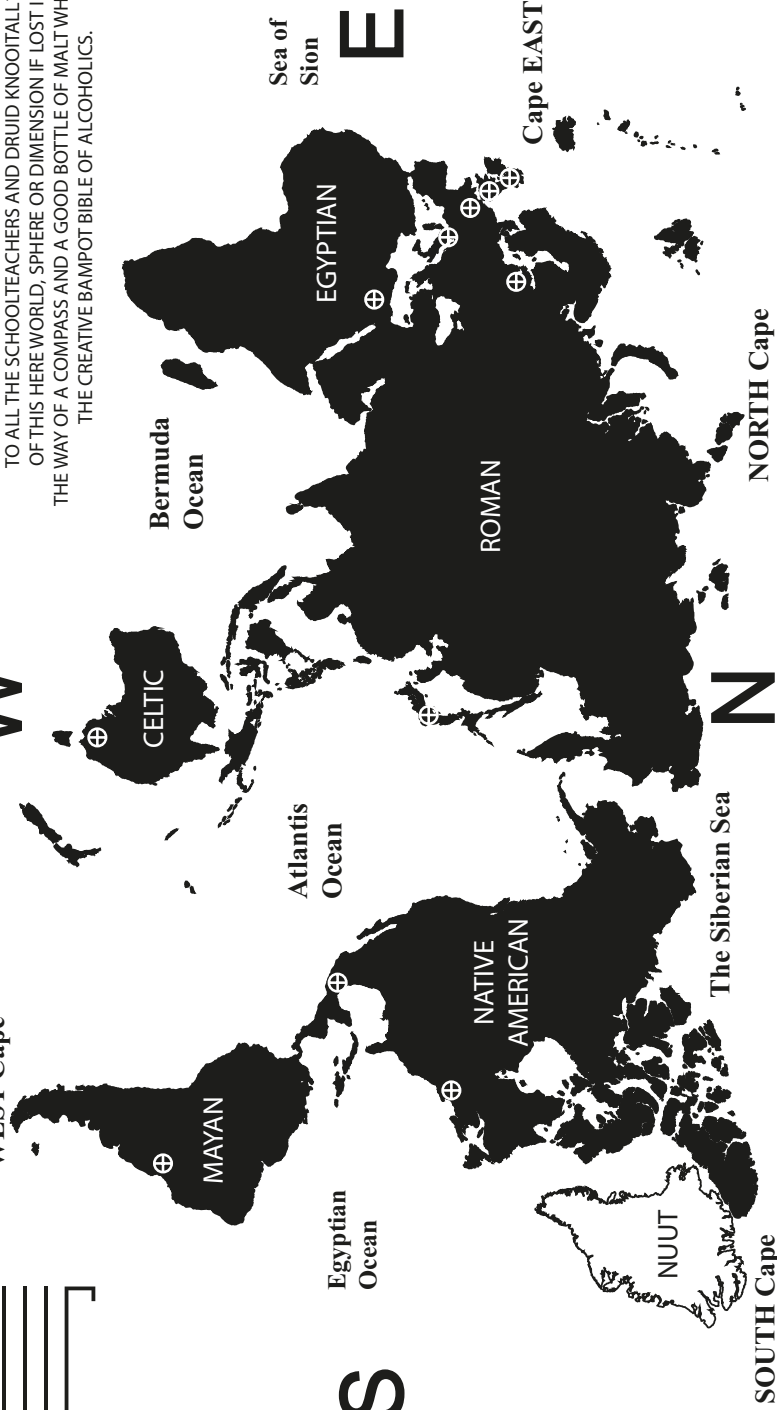 TO ALL THE SCHOOLTEACHERS AND DRUID KNOOITALL
OF THIS HERE WORLD, SPHERE OR DIMENSION IF LOST I
THE WAY OF A COMPASS AND A GOOD BOTTLE OF MALT WH
THE CREATIVE BAMPOT BIBLE OF ALCOHOLICS.
W
WEST Cape
CELTIC
Bermuda
Ocean
MAYAN
Sea of
Sion
Atlantis
Ocean
EGYPTIAN
Egyptian
Ocean
S
E
NATIVE
AMERICAN
ROMAN
Cape EAST
NUUT
The Siberian Sea
N
SOUTH Cape
NORTH Cape